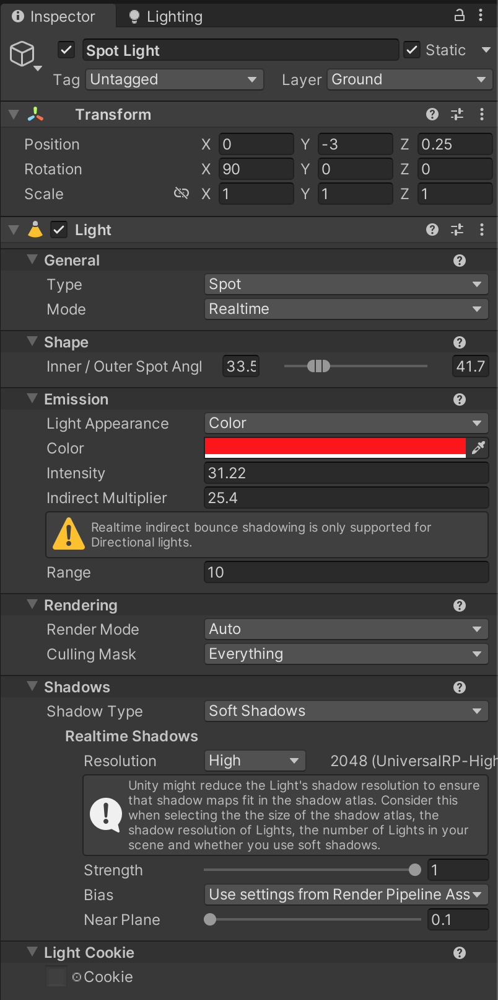 Inspector Lighting
Spot Light Static
Tag Untagged Layer Ground
Transform
Position X 0 Y -3 Z 0.25
Rotation X 90 Y 0 Z 0
Scale X 1 Y 1 Z 1
Light
General
Type Spot
Mode Realtime
Shape
Inner / Outer Spot Angl 33.5 41.7
Emission
Light Appearance Color
Color
Intensity 31.22
Indirect Multiplier 25.4
Realtime indirect bounce shadowing is only supported for
Directional lights.
Range 10
Rendering
Render Mode Auto
Culling Mask Everything
Shadows
Shadow Type Soft Shadows
Realtime Shadows
Resolution High 2048 (UniversalRP-High
Unity might reduce the Light's shadow resolution to ensure
that shadow maps fit in the shadow atlas. Consider this
when selecting the the size of the shadow atlas, the
shadow resolution of Lights, the number of Lights in your
scene and whether you use soft shadows.
Strength 1
Bias Use settings from Render Pipeline Ass
Near Plane 0.1
Light Cookie
Cookie